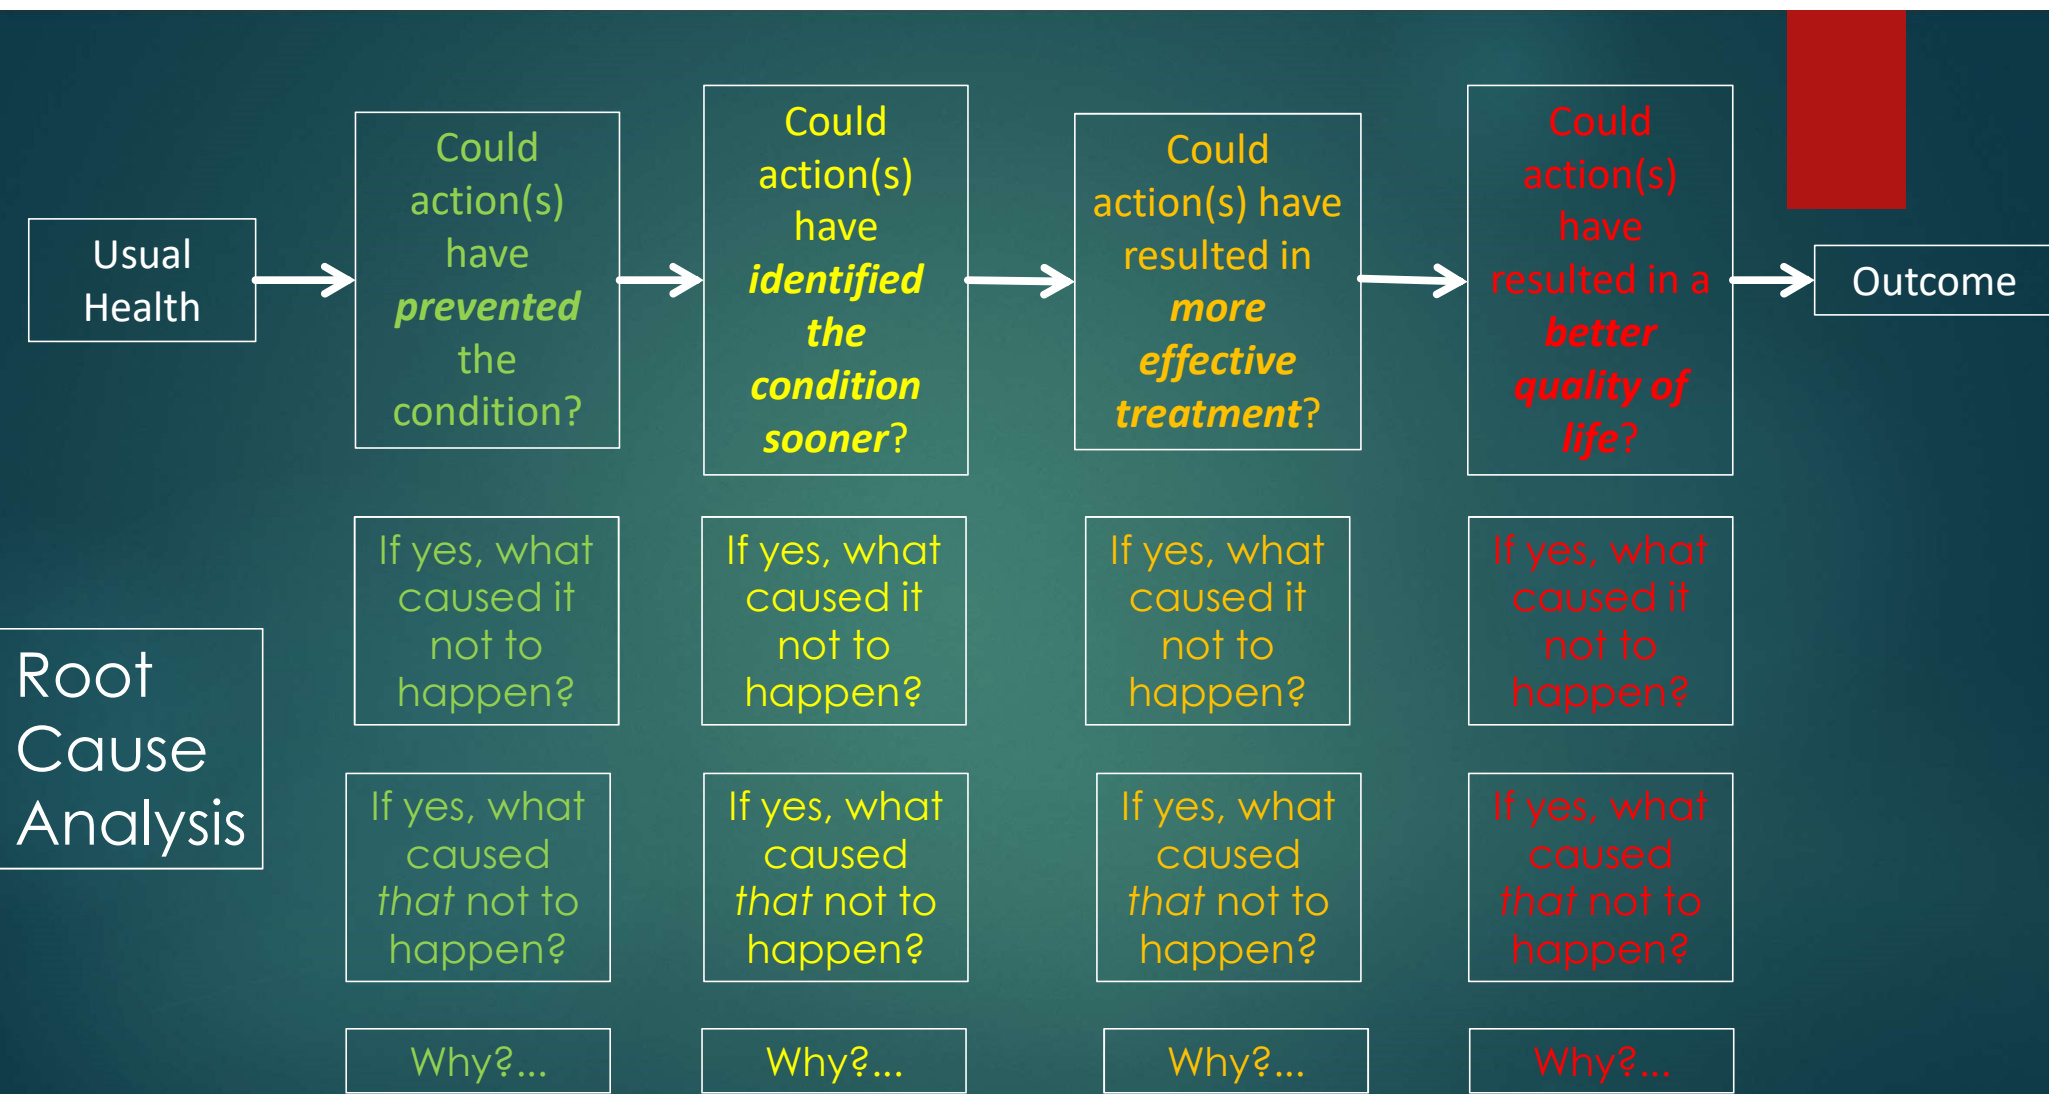 Usual
Health
Could
action(s)
have
prevented
the
condition?
Could
action(s)
have
identified
the
condition
sooner?
Could
action(s) have
resulted in
more
effective
treatment?
Could
action(s)
have
resulted in a
better
quality of
life?
Outcome
Root
Cause
Analysis
If yes, what
caused it
not to
happen?
If yes, what
caused it
not to
happen?
If yes, what
caused it
not to
happen?
If yes, what
caused it
not to
happen?
If yes, what
caused
that not to
happen?
If yes, what
caused
that not to
happen?
If yes, what
caused
that not to
happen?
If yes, what
caused
that not to
happen?
Why?...
Why?...
Why?...
Why?...